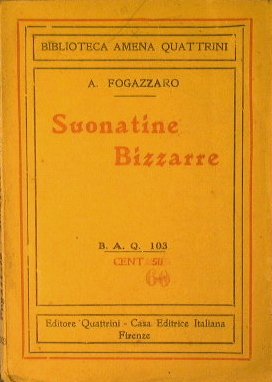 BIBLIOTECA AMENA QUATTRINI
A. FOGAZZARO
Suonatine
Bizzarre
B. A. Q. 103
CENT 50
60
Editore Quattrini - Casa Editrice Italiana
Firenze